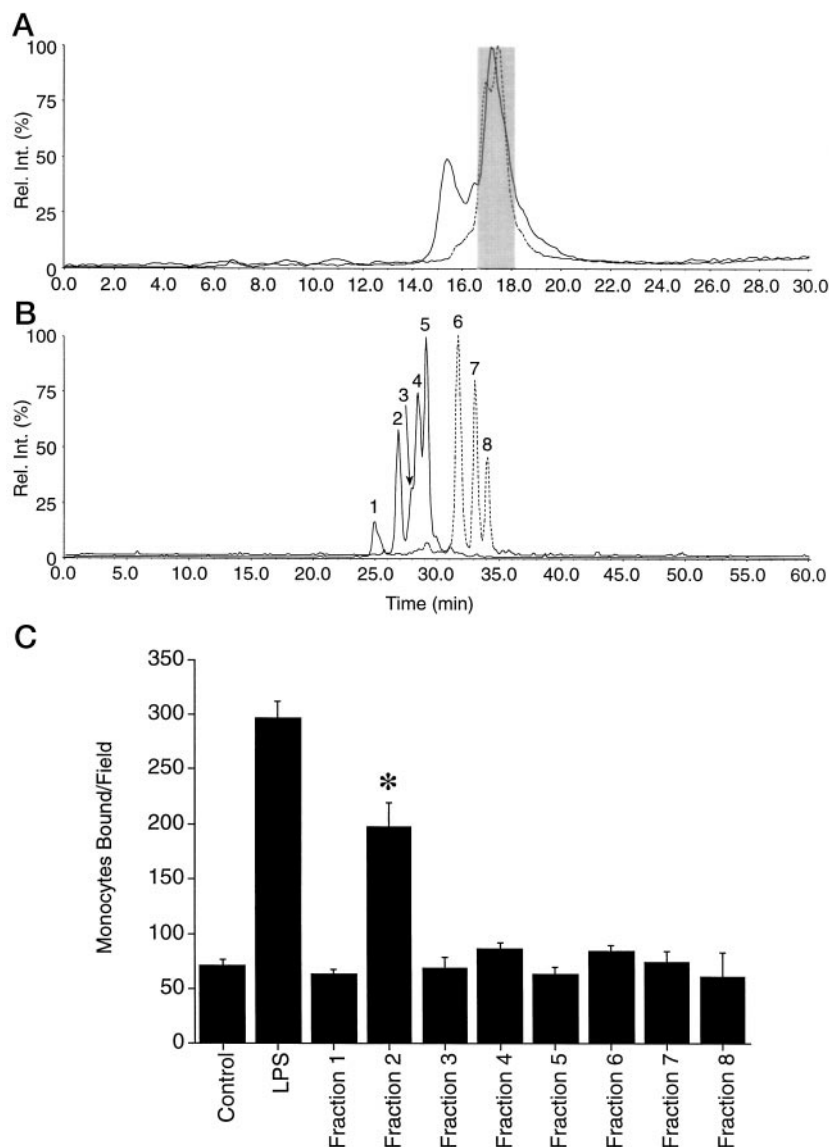 A
100
75
50
25
0
Rel. Int. (%)
0.0 2.0 4.0 6.0 8.0 10.0 12.0 14.0 16.0 18.0 20.0 22.0 24.0 26.0 28.0 30.0
B
100
75
50
25
0
Rel. Int. (%)
1 2 3 4 5 6 7 8
0.0 5.0 10.0 15.0 20.0 25.0 30.0 35.0 40.0 45.0 50.0 55.0 60.0
Time (min)
C
350
300
250
200
150
100
50
0
Monocytes Bound/Field
*
Control
LPS
Fraction 1
Fraction 2
Fraction 3
Fraction 4
Fraction 5
Fraction 6
Fraction 7
Fraction 8